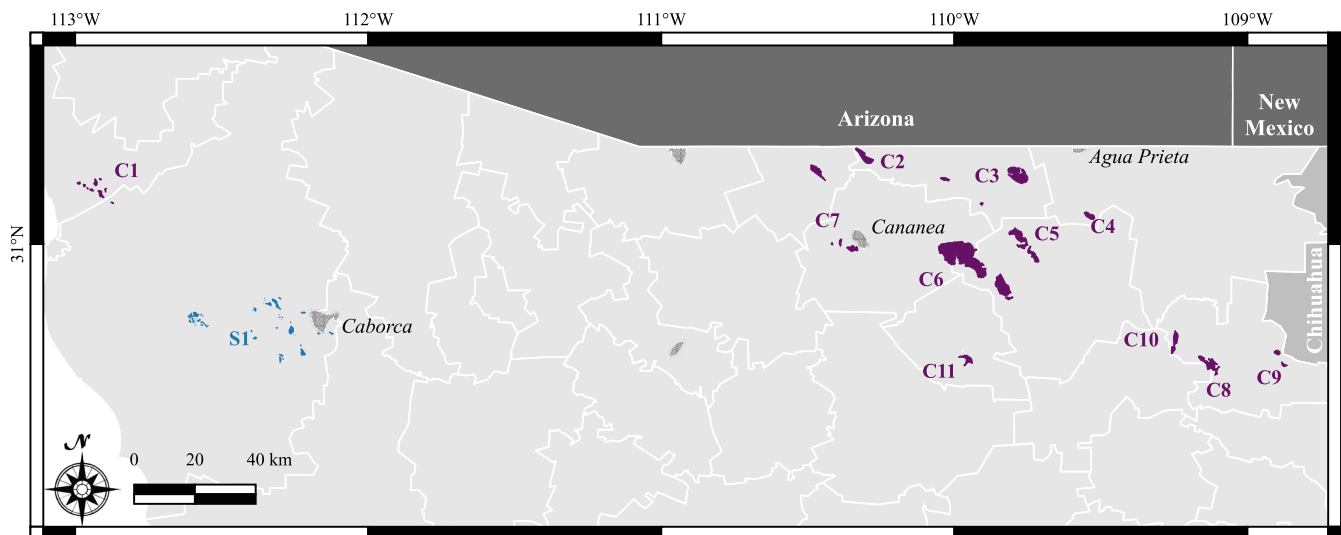 113°W
112°W
111°W
110°W
109°W
New
Mexico
Arizona
Agua Prieta
C1
C2
C3
C4
C7
Cananea
C5
31°N
C6
Chihuahua
S1
Caborca
C10
C11
C9
C8
N
0 20 40 km